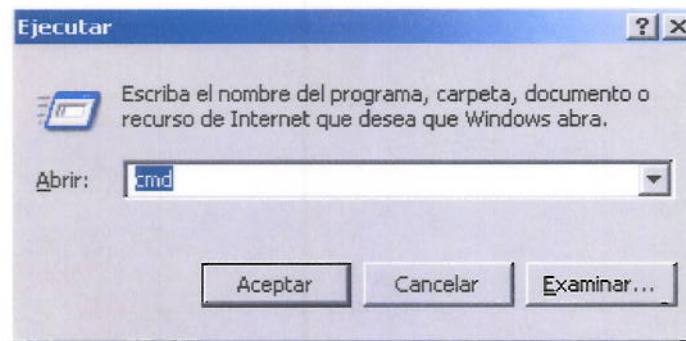 Ejecutar
Escriba el nombre del programa, carpeta, documento o
recurso de Internet que desea que Windows abra.
Abrir:
cmd
Aceptar
Cancelar
Examinar...